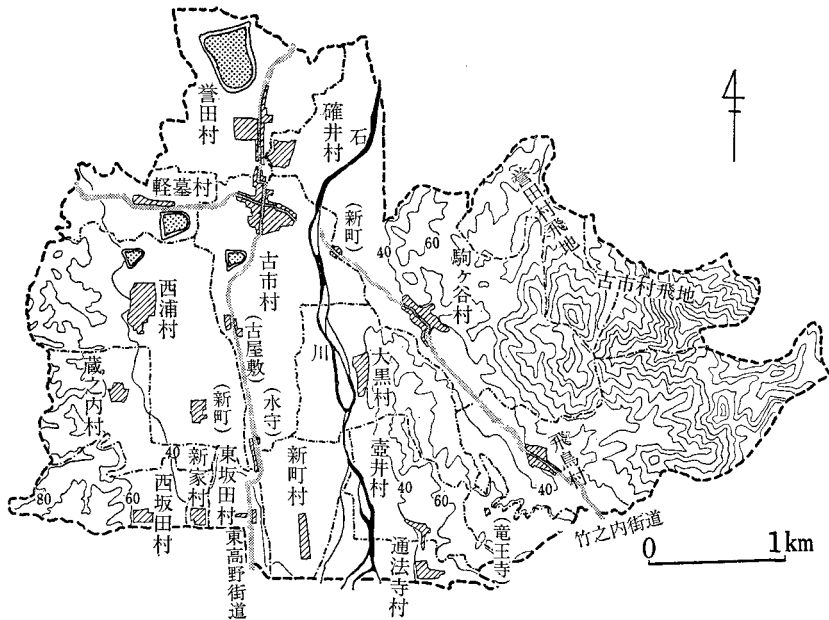 4
誉田村
碓井村
石
軽墓村
誉田村飛地
(新町)
40
60
駒ヶ谷村
古市村飛地
古市村
西浦村
(古屋敷)
川
大黒村
蔵之内村
(新町)
(水守)
飛鳥村
40
新家村
東坂田村
新町村
壺井村
40
60
40
80
60
西坂田村
東高野街道
通法寺村
(竜王寺)
竹之内街道
0 1km